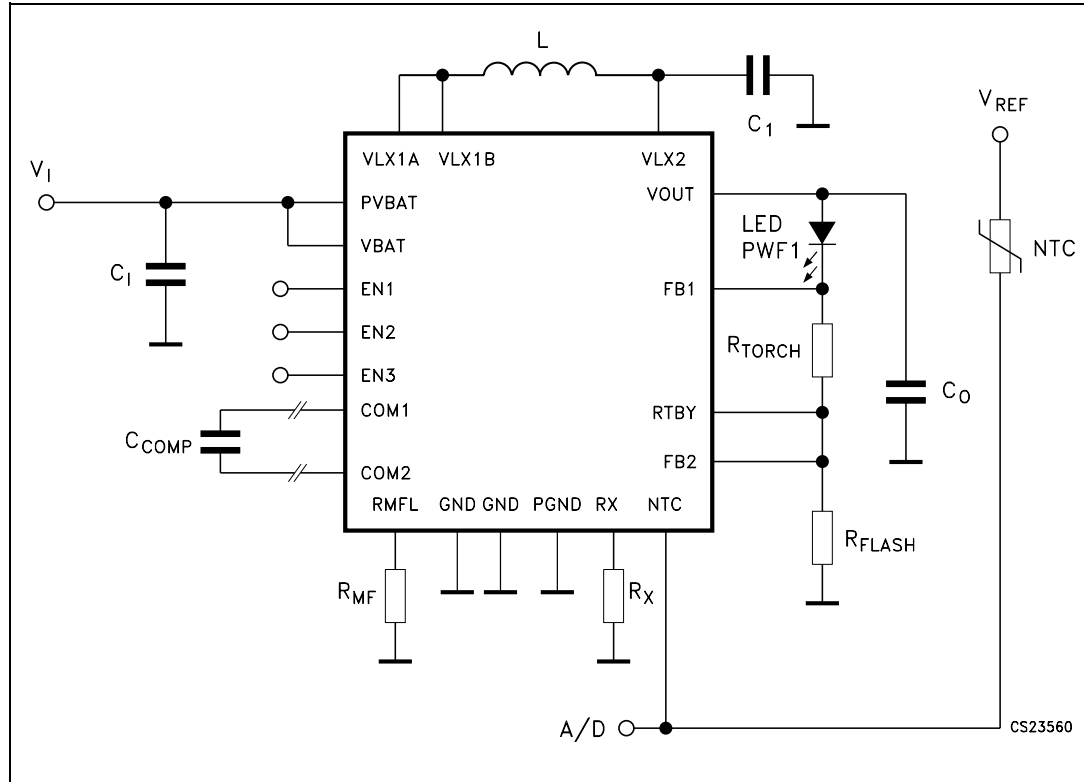 L
C1
VREF
VI
VLX1A VLX1B VLX2
PVBAT
VOUT
LED
PWF1
NTC
VBAT
CI
EN1
FB1
EN2
RTORCH
EN3
COM1
RTBY
CO
CCOMP
COM2
FB2
RMFL GND GND PGND RX NTC
RFLASH
RMF
RX
A/D
CS23560